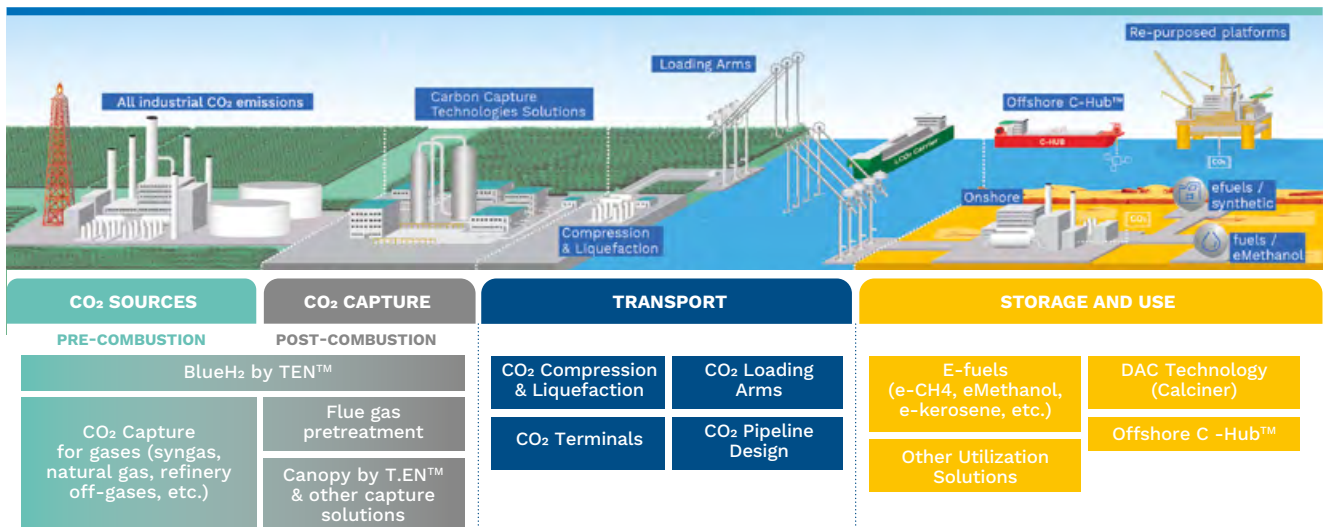 Re-purposed platforms
Loading Arms
All industrial CO₂ emissions
Carbon Capture
Technologies Solutions
Offshore C-Hub™
LCO₂ Carrier
C-HUB
CO₂
Onshore
efuels /
synthetic
CO₂
Compression
& Liquefaction
fuels /
eMethanol
CO₂ SOURCES
CO₂ CAPTURE
TRANSPORT
STORAGE AND USE
PRE-COMBUSTION
POST-COMBUSTION
BlueH₂ by TEN™
CO₂ Capture
for gases (syngas,
natural gas, refinery
off-gases, etc.)
Flue gas
pretreatment
Canopy by T.EN™
& other capture
solutions
CO₂ Compression
& Liquefaction
CO₂ Loading
Arms
CO₂ Terminals
CO₂ Pipeline
Design
E-fuels
(e-CH4, eMethanol,
e-kerosene, etc.)
DAC Technology
(Calciner)
Other Utilization
Solutions
Offshore C -Hub™